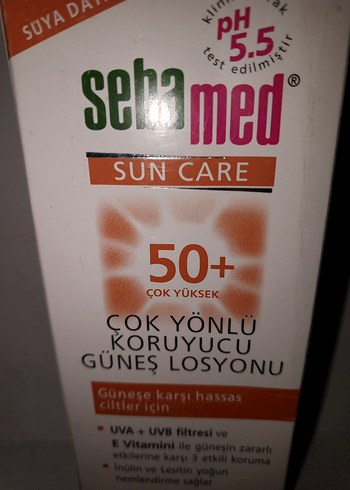 SUYA
klinik
pH
5.5
test edilmiştir
sebamed®
SUN CARE
50+
ÇOK YÜKSEK
ÇOK YÖNLÜ
KORUYUCU
GÜNEŞ LOSYONU
Güneşe karşı hassas
ciltler için
UVA + UVB filtresi ve
E Vitamini ile güneşin zararlı
etkilerine karşı 3 etkili koruma
İnülin ve Lesitin yoğun
nemlendirme sağlar